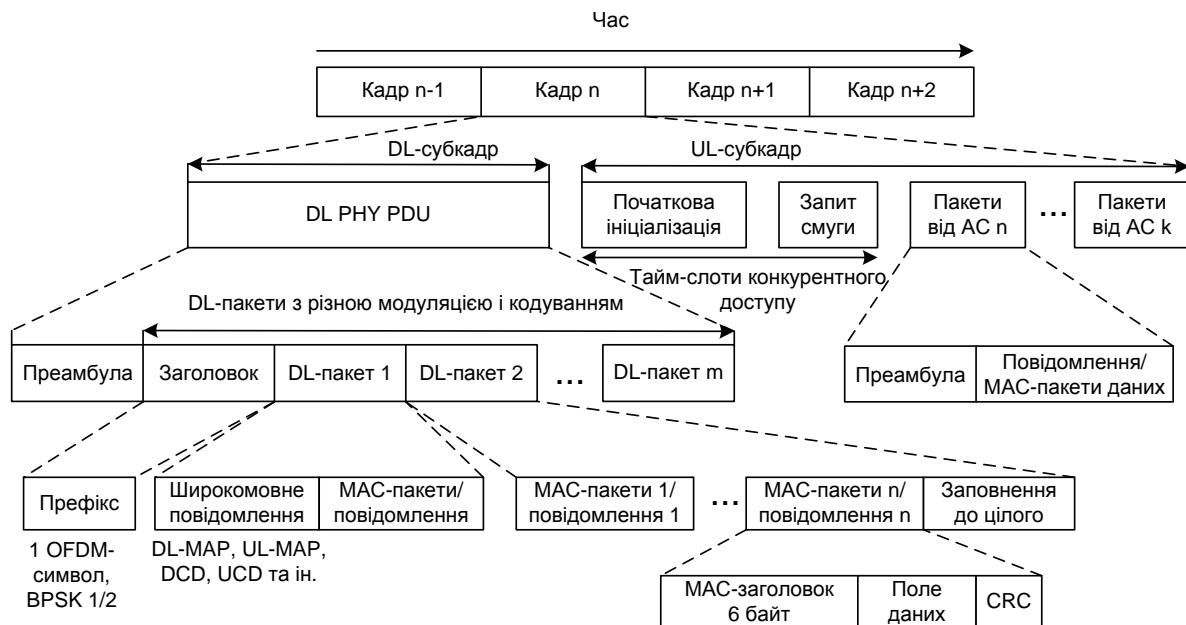 Час
Кадр n-1
Кадр n
Кадр n+1
Кадр n+2
DL-субкадр
UL-субкадр
DL PHY PDU
Початкова
ініціалізація
Запит
смуги
Пакети
від АС n
...
Пакети
від АС k
Тайм-слоти конкурентного
доступу
DL-пакети з різною модуляцією і кодуванням
Преамбула
Заголовок
DL-пакет 1
DL-пакет 2
...
DL-пакет m
Преамбула
Повідомлення/
МАС-пакети даних
Префікс
Широкомовне
повідомлення
МАС-пакети/
повідомлення
МАС-пакети 1/
повідомлення 1
...
МАС-пакети n/
повідомлення n
Заповнення
до цілого
1 OFDM-
символ,
BPSK 1/2
DL-MAP, UL-MAP,
DCD, UCD та ін.
МАС-заголовок
6 байт
Поле
даних
CRC